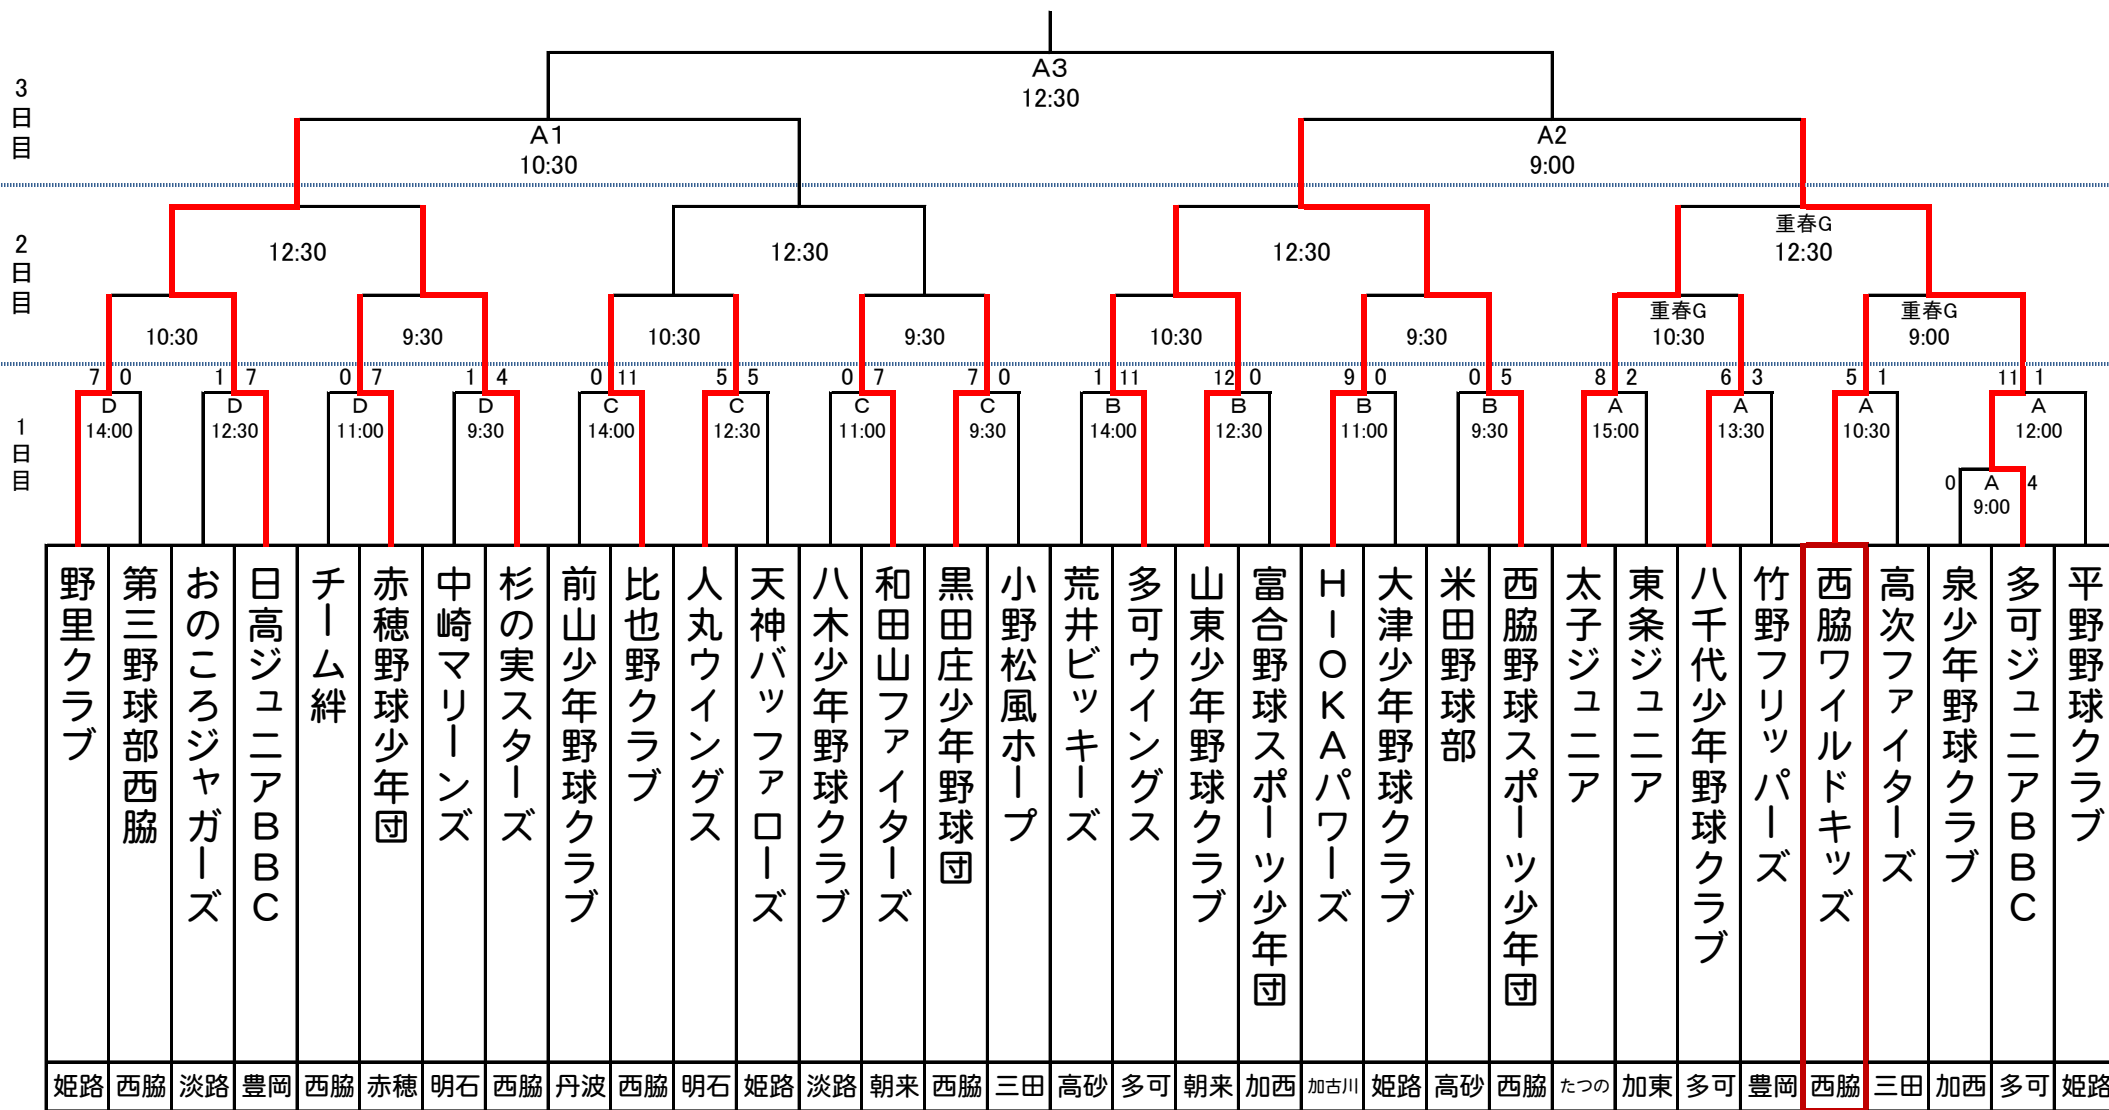 A3
12:30
3日目
A1
10:30
A2
9:00
2日目
12:30
12:30
12:30
重春G
12:30
10:30
9:30
10:30
9:30
10:30
9:30
重春G
10:30
重春G
9:00
7 0
1 7
0 7
1 4
0 11
5 5
0 7
7 0
1 11
12 0
9 0
0 5
8 2
6 3
5 1
11 1
1日目
D
14:00
D
12:30
D
11:00
D
9:30
C
14:00
C
12:30
C
11:00
C
9:30
B
14:00
B
12:30
B
11:00
B
9:30
A
15:00
A
13:30
A
10:30
A
12:00
0 A 4
9:00
野里クラブ
第三野球部西脇
おのころジャガーズ
日高ジュニアBBC
チーム絆
赤穂野球少年団
中崎マリーンズ
杉の実スターズ
前山少年野球クラブ
比也野クラブ
人丸ウイングス
天神バッファローズ
八木少年野球クラブ
和田山ファイターズ
黒田庄少年野球団
小野松風ホープ
荒井ビッキーズ
多可ウイングス
山東少年野球クラブ
富合野球スポーツ少年団
HIOKAパワーズ
大津少年野球クラブ
米田野球部
西脇野球スポーツ少年団
太子ジュニア
東条ジュニア
八千代少年野球クラブ
竹野フリッパーズ
西脇ワイルドキッズ
高次ファイターズ
泉少年野球クラブ
多可ジュニアBBC
平野野球クラブ
姫路 西脇 淡路 豊岡 西脇 赤穂 明石 西脇 丹波 西脇 明石 姫路 淡路 朝来 西脇 三田 高砂 多可 朝来 加西 加古川 姫路 高砂 西脇 たつの 加東 多可 豊岡 西脇 三田 加西 多可 姫路